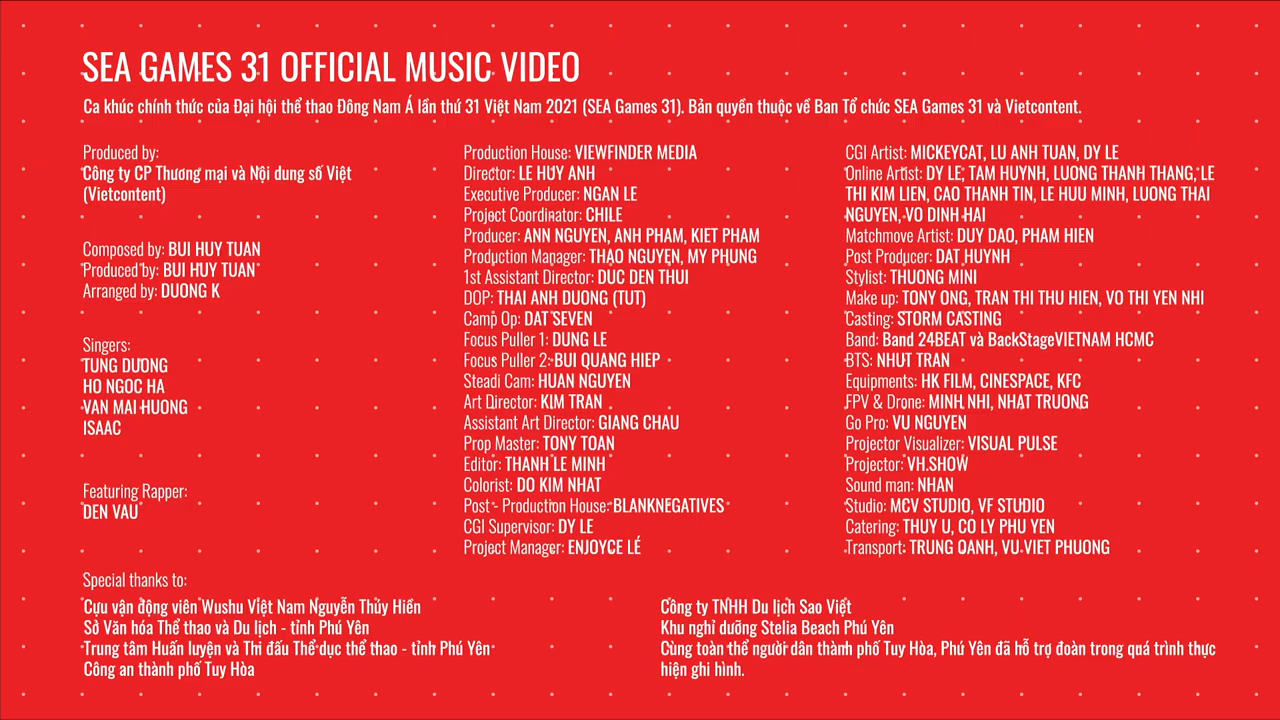 SEA GAMES 31 OFFICIAL MUSIC VIDEO
Ca khúc chính thức của Đại hội thể thao Đông Nam Á lần thứ 31 Việt Nam 2021 (SEA Games 31). Bản quyền thuộc về Ban Tổ chức SEA Games 31 và Vietcontent.
Produced by:
Công ty CP Thương mại và Nội dung số Việt
(Vietcontent)
Composed by: BUI HUY TUAN
Produced by: BUI HUY TUAN
Arranged by: DUONG K
Singers:
TUNG DUONG
HO NGOC HA
VAN MAI HUONG
ISAAC
Featuring Rapper:
DEN VAU
Production House: VIEWFINDER MEDIA
Director: LE HUY ANH
Executive Producer: NGAN LE
Project Coordinator: CHILE
Producer: ANN NGUYEN, ANH PHAM, KIET PHAM
Production Manager: THAO NGUYEN, MY PHUNG
1st Assistant Director: DUC DEN THUI
DOP: THAI ANH DUONG (TUT)
Camp Op: DAT SEVEN
Focus Puller 1: DUNG LE
Focus Puller 2: BUI QUANG HIEP
Steadi Cam: HUAN NGUYEN
Art Director: KIM TRAN
Assistant Art Director: GIANG CHAU
Prop Master: TONY TOAN
Editor: THANH LE MINH
Colorist: DO KIM NHAT
Post - Production House: BLANKNEGATIVES
CGI Supervisor: DY LE
Project Manager: ENJOYCE LÉ
CGI Artist: MICKEYCAT, LU ANH TUAN, DY LE
Online Artist: DY LE, TAM HUYNH, LUONG THANH THANG, LE
THI KIM LIEN, CAO THANH TIN, LE HUU MINH, LUONG THAI
NGUYEN, VO DINH HAI
Matchmove Artist: DUY DAO, PHAM HIEN
Post Producer: DAT HUYNH
Stylist: THUONG MINI
Make up: TONY ONG, TRAN THI THU HIEN, VO THI YEN NHI
Casting: STORM CASTING
Band: Band 24BEAT và BackStageVIETNAM HCMC
BTS: NHUT TRAN
Equipments: HK FILM, CINESPACE, KFC
FPV & Drone: MINH NHI, NHAT TRUONG
Go Pro: VU NGUYEN
Projector Visualizer: VISUAL PULSE
Projector: VH.SHOW
Sound man: NHAN
Studio: MCV STUDIO, VF STUDIO
Catering: THUY U, CO LY PHU YEN
Transport: TRUNG OANH, VU VIET PHUONG
Special thanks to:
Cựu vận động viên Wushu Việt Nam Nguyễn Thủy Hiền
Sở Văn hóa Thể thao và Du lịch - tỉnh Phú Yên
Trung tâm Huấn luyện và Thi đấu Thể dục thể thao - tỉnh Phú Yên
Công an thành phố Tuy Hòa
Công ty TNHH Du lịch Sao Việt
Khu nghỉ dưỡng Stelia Beach Phú Yên
Cùng toàn thể người dân thành phố Tuy Hòa, Phú Yên đã hỗ trợ đoàn trong quá trình thực
hiện ghi hình.